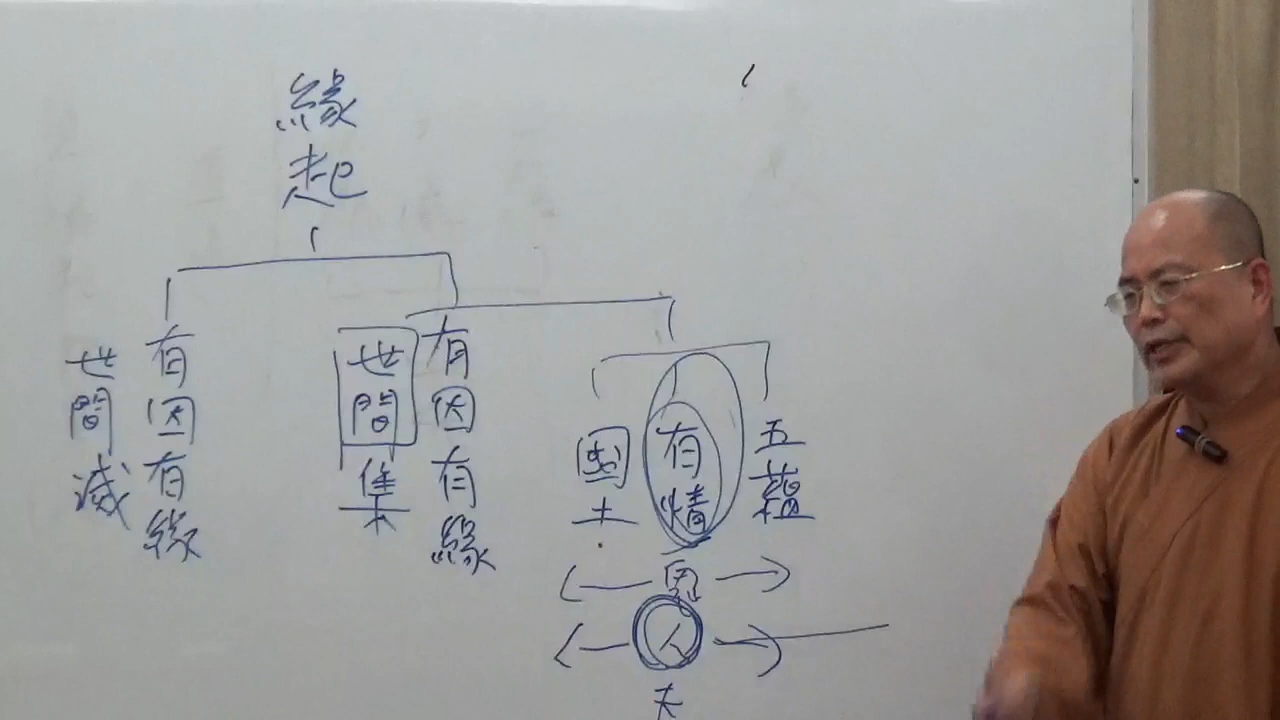 緣起
有因有緣
世間集
有因有緣
世間滅
五蘊
有情
國土
鬼
人